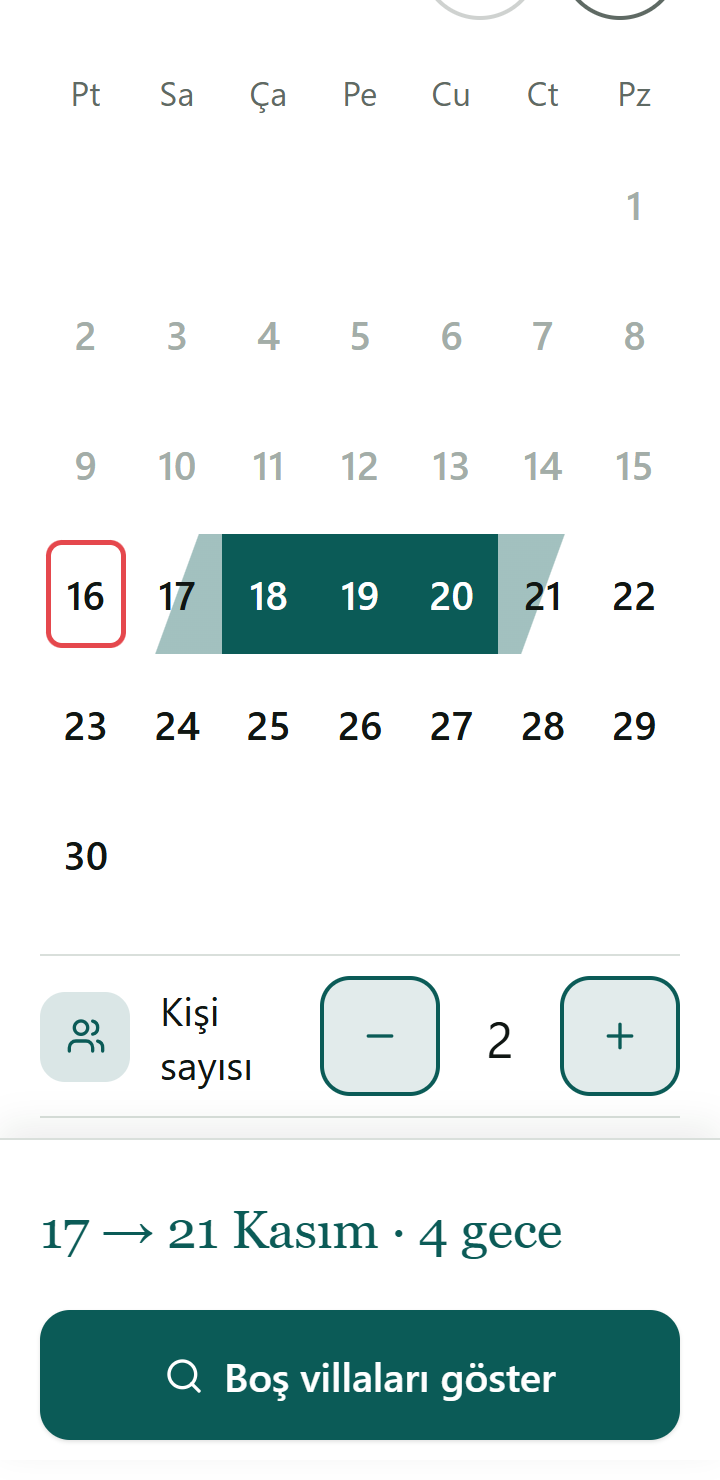 Pt Sa Ça Pe Cu Ct Pz
1
2 3 4 5 6 7 8
9 10 11 12 13 14 15
16 17 18 19 20 21 22
23 24 25 26 27 28 29
30
Kişi
sayısı
− 2 +
17 → 21 Kasım · 4 gece
Boş villaları göster